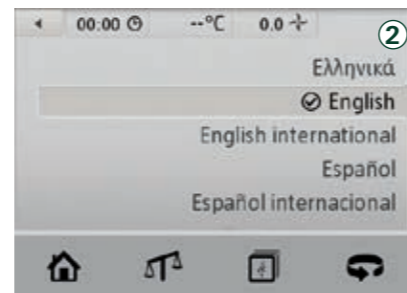 00:00 --°C 0.0
2
Ελληνικά
English
English international
Español
Español internacional